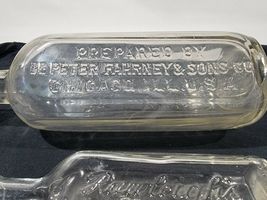 PREPARED BY
DR PETER FAHRNEY & SONS CO
CHICAGO ILL. U.S.A